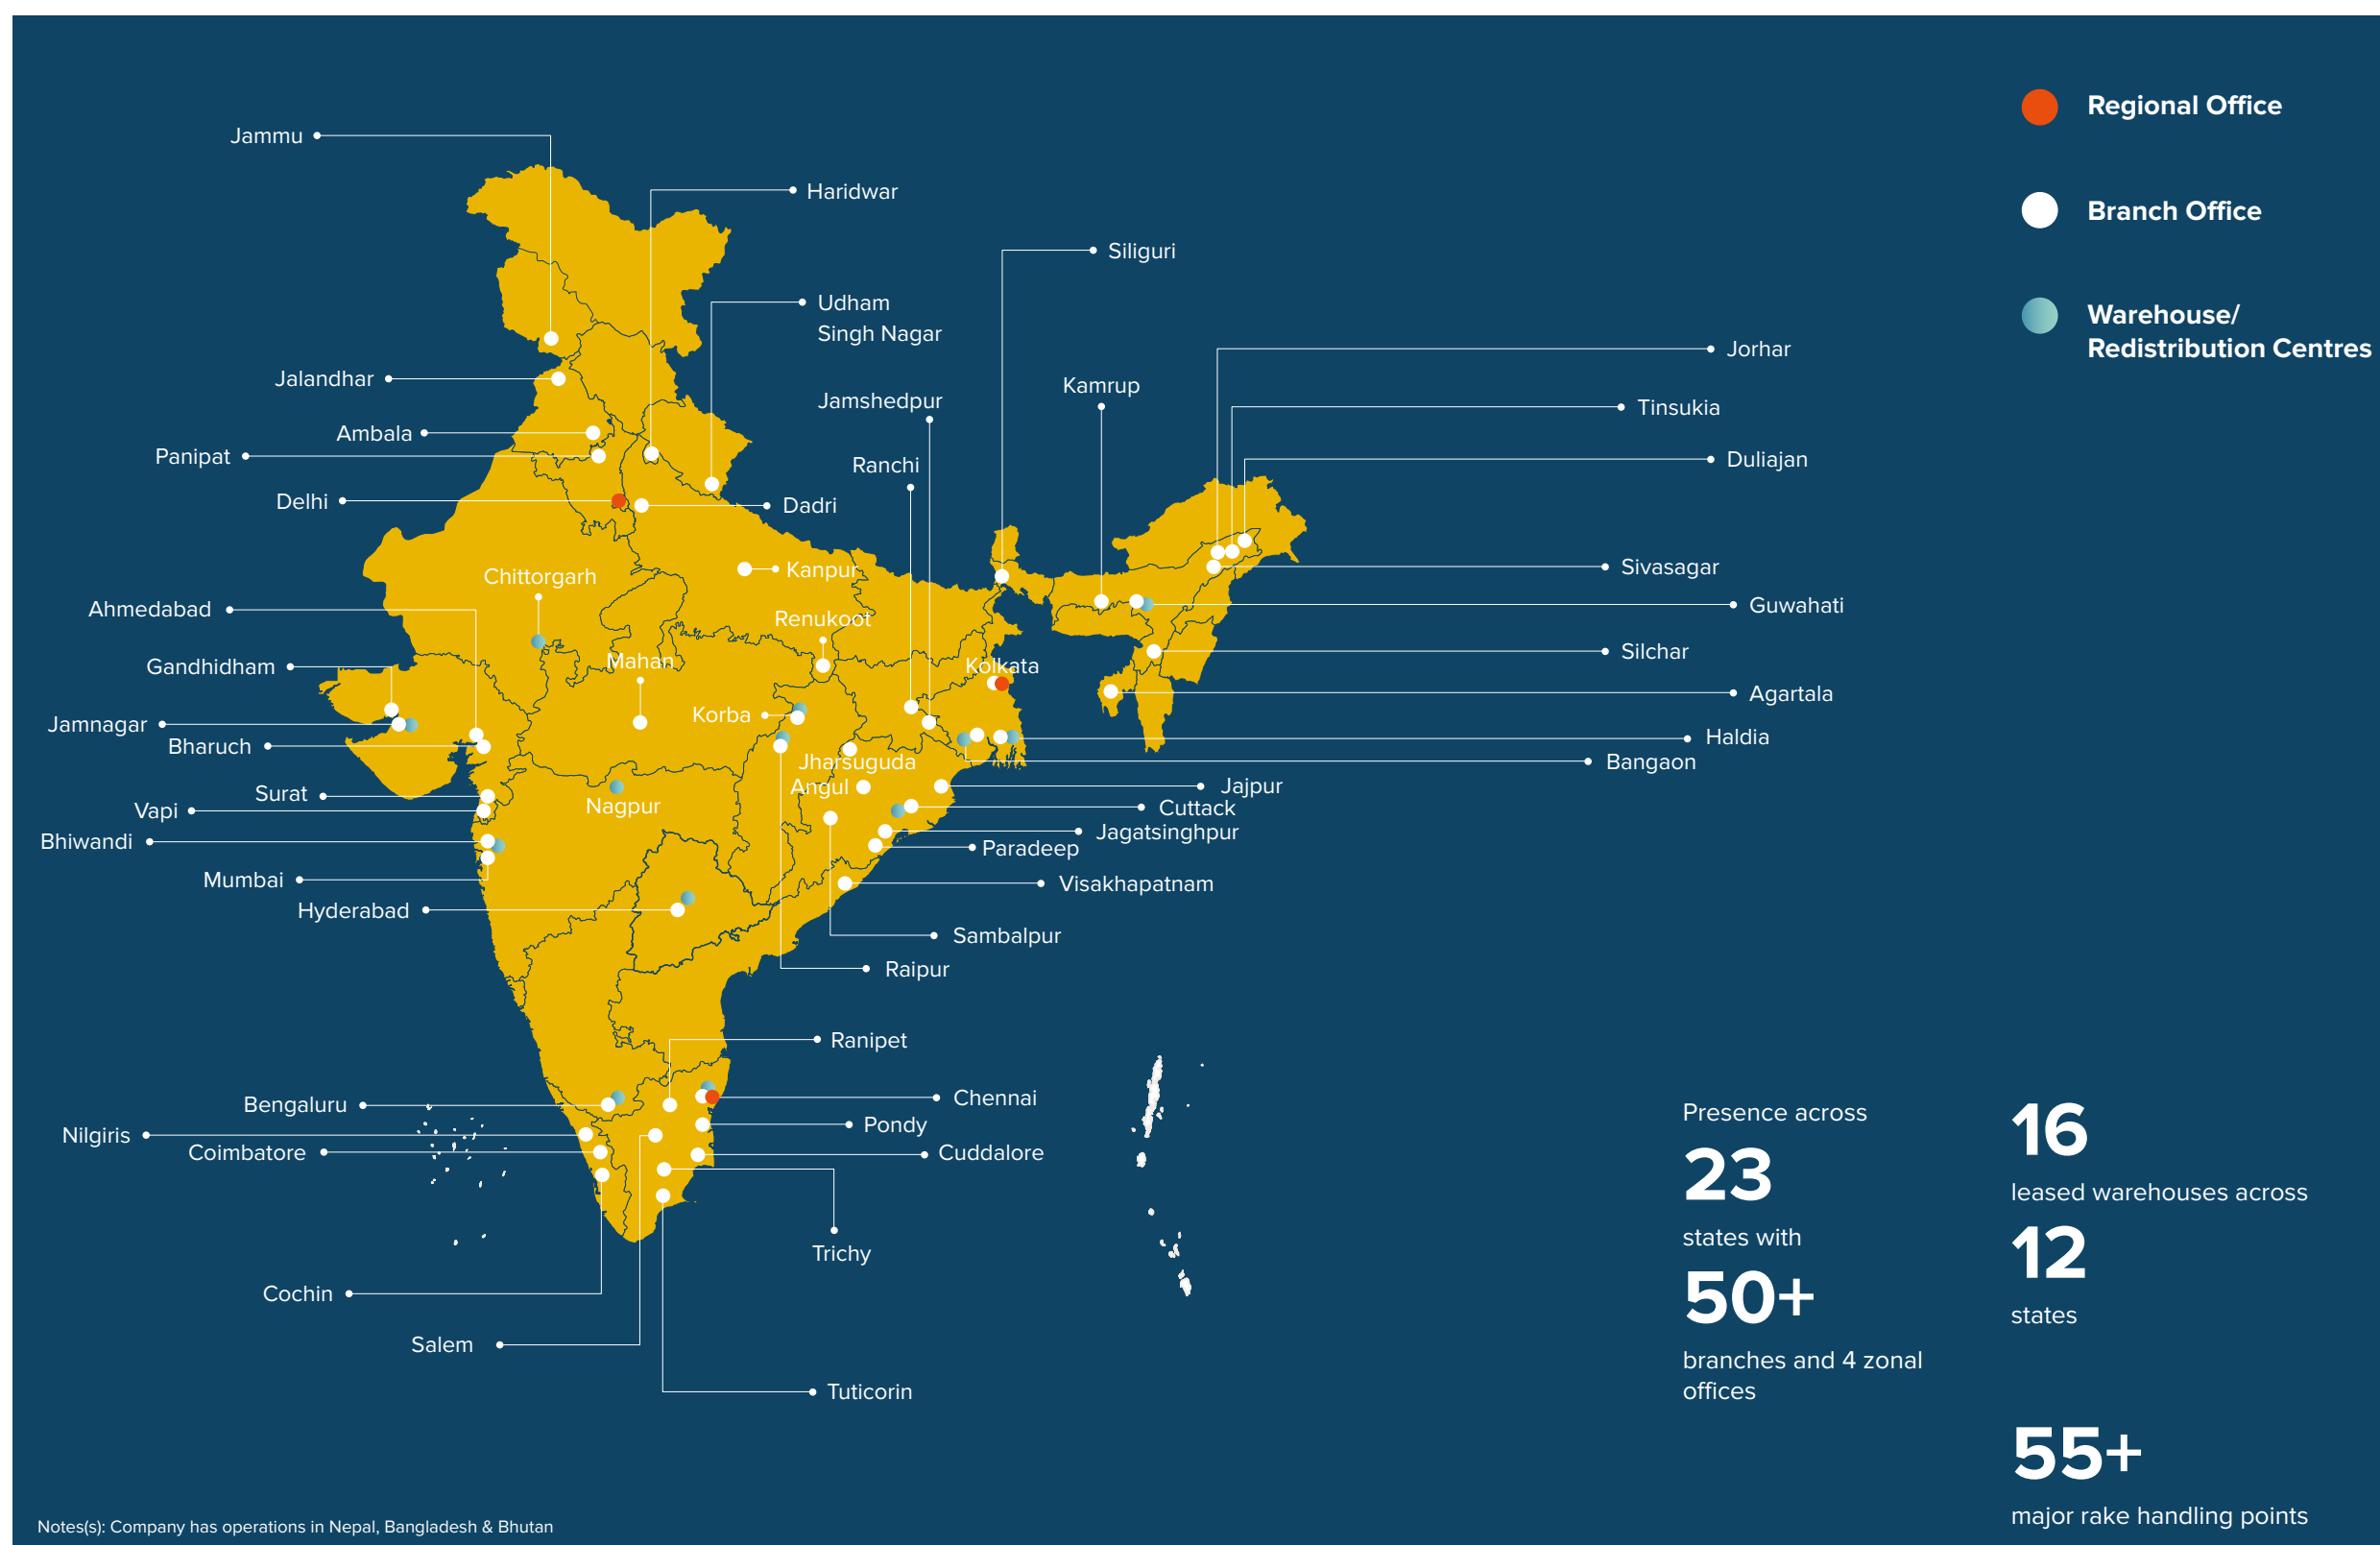 Regional Office
Branch Office
Warehouse/
Redistribution Centres
Jammu
Haridwar
Siliguri
Udham
Singh Nagar
Jorhar
Jalandhar
Kamrup
Jamshedpur
Tinsukia
Ambala
Panipat
Ranchi
Duliajan
Delhi
Dadri
Kanpur
Sivasagar
Chittorgarh
Ahmedabad
Guwahati
Renukoot
Silchar
Mahan
Kolkata
Gandhidham
Agartala
Korba
Jamnagar
Haldia
Bharuch
Jharsuguda
Bangaon
Angul
Jajpur
Surat
Nagpur
Cuttack
Vapi
Jagatsinghpur
Bhiwandi
Paradeep
Mumbai
Visakhapatnam
Hyderabad
Sambalpur
Raipur
Ranipet
Chennai
Bengaluru
Pondy
Nilgiris
Coimbatore
Cuddalore
Trichy
Cochin
Salem
Tuticorin
Presence across
23
states with
50+
branches and 4 zonal
offices
16
leased warehouses across
12
states
55+
major rake handling points
Notes(s): Company has operations in Nepal, Bangladesh & Bhutan